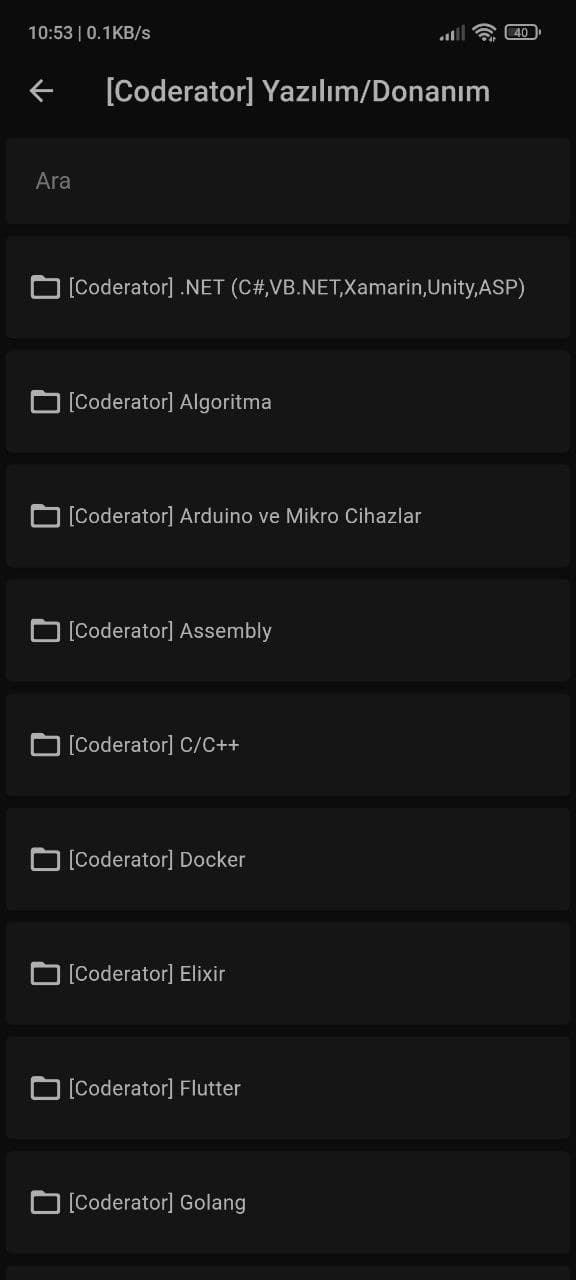 10:53 | 0.1KB/s
40
[Coderator] Yazılım/Donanım
Ara
[Coderator] .NET (C#,VB.NET,Xamarin,Unity,ASP)
[Coderator] Algoritma
[Coderator] Arduino ve Mikro Cihazlar
[Coderator] Assembly
[Coderator] C/C++
[Coderator] Docker
[Coderator] Elixir
[Coderator] Flutter
[Coderator] Golang